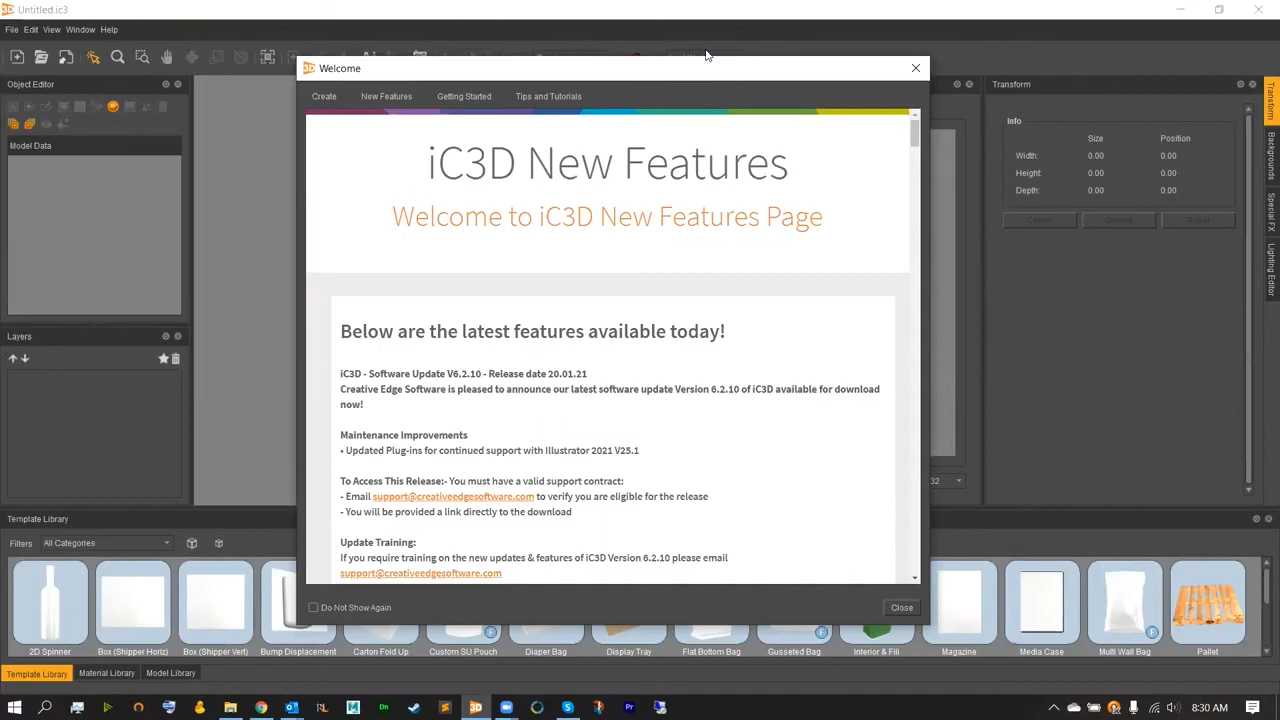 Untitled.ic3
File Edit View Window Help
Object Editor
Model Data
Layers
Welcome
Create New Features Getting Started Tips and Tutorials
iC3D New Features
Welcome to iC3D New Features Page
Below are the latest features available today!
iC3D - Software Update V6.2.10 - Release date 20.01.21
Creative Edge Software is pleased to announce our latest software update Version 6.2.10 of iC3D available for download
now!
Maintenance Improvements
• Updated Plug-ins for continued support with Illustrator 2021 V25.1
To Access This Release:- You must have a valid support contract:
- Email support@creativeedgesoftware.com to verify you are eligible for the release
- You will be provided a link directly to the download
Update Training:
If you require training on the new updates & features of iC3D Version 6.2.10 please email
support@creativeedgesoftware.com
Do Not Show Again
Close
Transform
Info
Size Position
Width: 0.00 0.00
Height: 0.00 0.00
Depth: 0.00 0.00
Center Ground Reset
Transform
Backgrounds
Special FX
Lighting Editor
32
Template Library
Filters All Categories
2D Spinner Box (Shipper Horiz) Box (Shipper Vert) Bump Displacement Carton Fold Up Custom SU Pouch Diaper Bag Display Tray Flat Bottom Bag Gusseted Bag Interior & Fill Magazine Media Case Multi Wall Bag Pallet
Template Library Material Library Model Library
8:30 AM